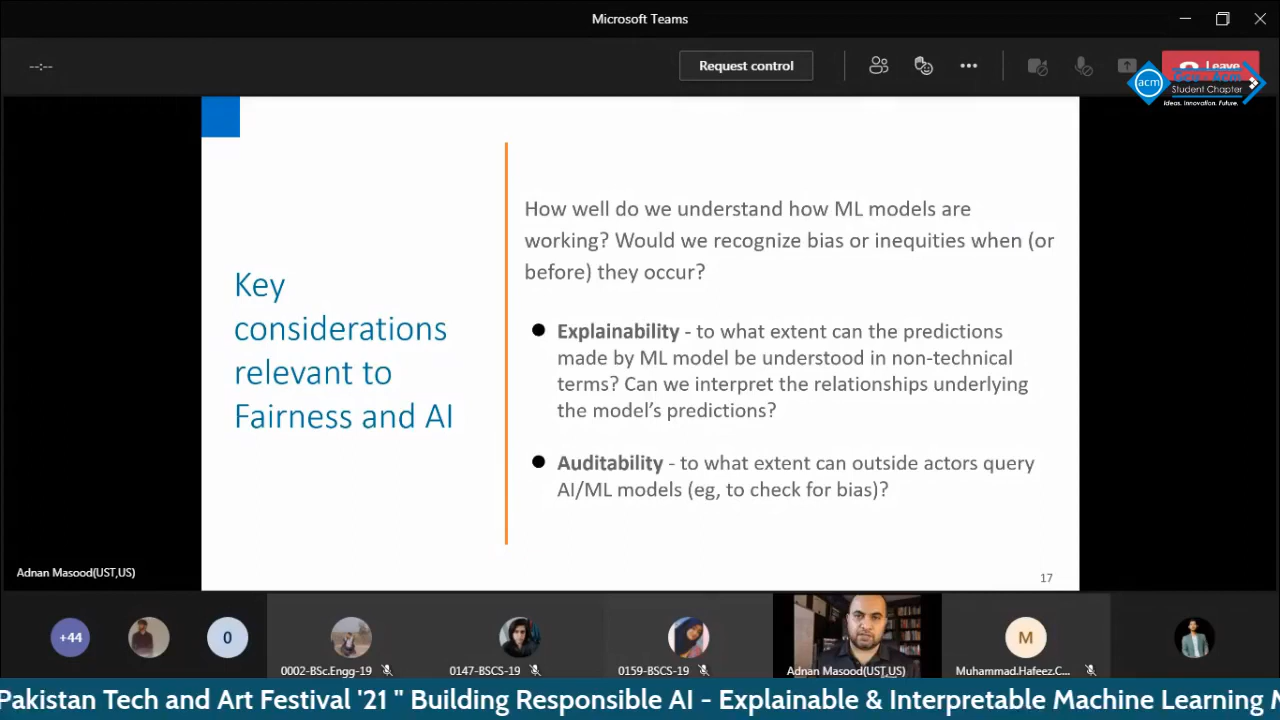 Microsoft Teams
--:--
Request control
Leave
acm
Student Chapter
Ideas. Innovation. Future.
Key
considerations
relevant to
Fairness and AI
How well do we understand how ML models are
working? Would we recognize bias or inequities when (or
before) they occur?
Explainability - to what extent can the predictions
made by ML model be understood in non-technical
terms? Can we interpret the relationships underlying
the model's predictions?
Auditability - to what extent can outside actors query
AI/ML models (eg, to check for bias)?
17
Adnan Masood(UST,US)
+44
0
0002-BSc.Engg-19
0147-BSCS-19
0159-BSCS-19
Adnan Masood(UST,US)
M
Muhammad.Hafeez.C...
Pakistan Tech and Art Festival '21 " Building Responsible AI - Explainable & Interpretable Machine Learning M